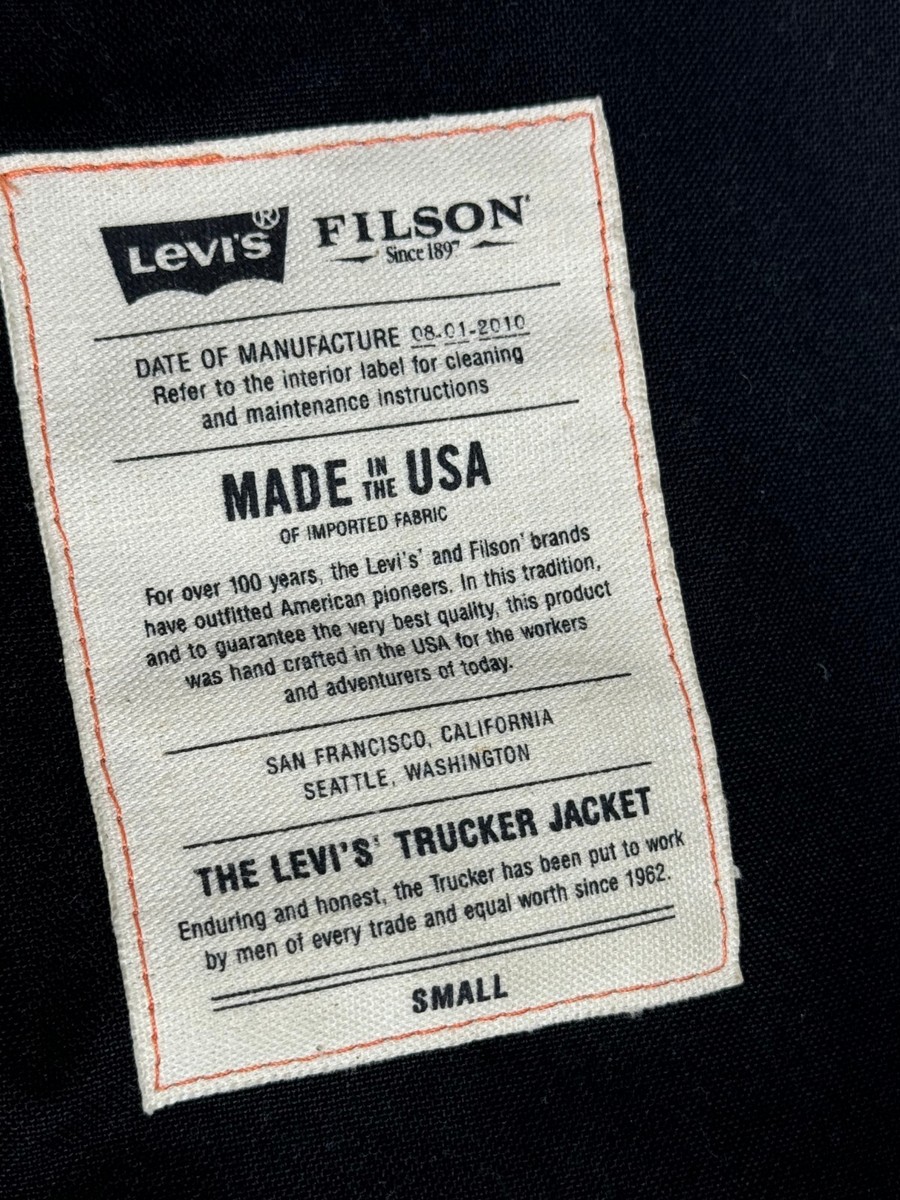 LEVI'S® FILSON'
Since 1897
DATE OF MANUFACTURE 08-01-2010
Refer to the interior label for cleaning
and maintenance instructions
MADE IN THE USA
OF IMPORTED FABRIC
For over 100 years, the Levi's' and Filson' brands
have outfitted American pioneers. In this tradition,
and to guarantee the very best quality, this product
was hand crafted in the USA for the workers
and adventurers of today.
SAN FRANCISCO, CALIFORNIA
SEATTLE, WASHINGTON
THE LEVI'S' TRUCKER JACKET
Enduring and honest, the Trucker has been put to work
by men of every trade and equal worth since 1962.
SMALL